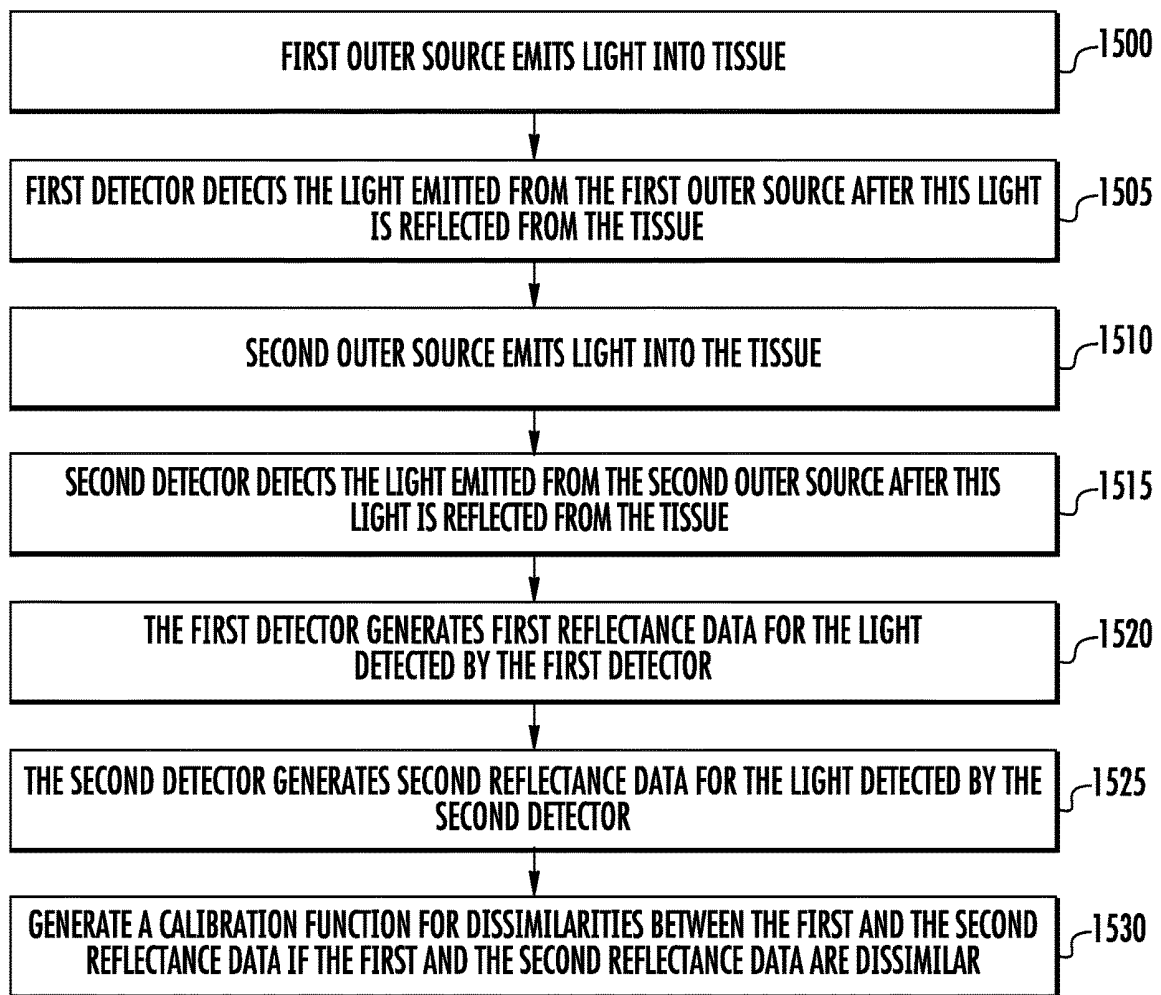 FIRST OUTER SOURCE EMITS LIGHT INTO TISSUE
1500
FIRST DETECTOR DETECTS THE LIGHT EMITTED FROM THE FIRST OUTER SOURCE AFTER THIS LIGHT
IS REFLECTED FROM THE TISSUE
1505
SECOND OUTER SOURCE EMITS LIGHT INTO THE TISSUE
1510
SECOND DETECTOR DETECTS THE LIGHT EMITTED FROM THE SECOND OUTER SOURCE AFTER THIS
LIGHT IS REFLECTED FROM THE TISSUE
1515
THE FIRST DETECTOR GENERATES FIRST REFLECTANCE DATA FOR THE LIGHT
DETECTED BY THE FIRST DETECTOR
1520
THE SECOND DETECTOR GENERATES SECOND REFLECTANCE DATA FOR THE LIGHT DETECTED BY THE
SECOND DETECTOR
1525
GENERATE A CALIBRATION FUNCTION FOR DISSIMILARITIES BETWEEN THE FIRST AND THE SECOND
REFLECTANCE DATA IF THE FIRST AND THE SECOND REFLECTANCE DATA ARE DISSIMILAR
1530